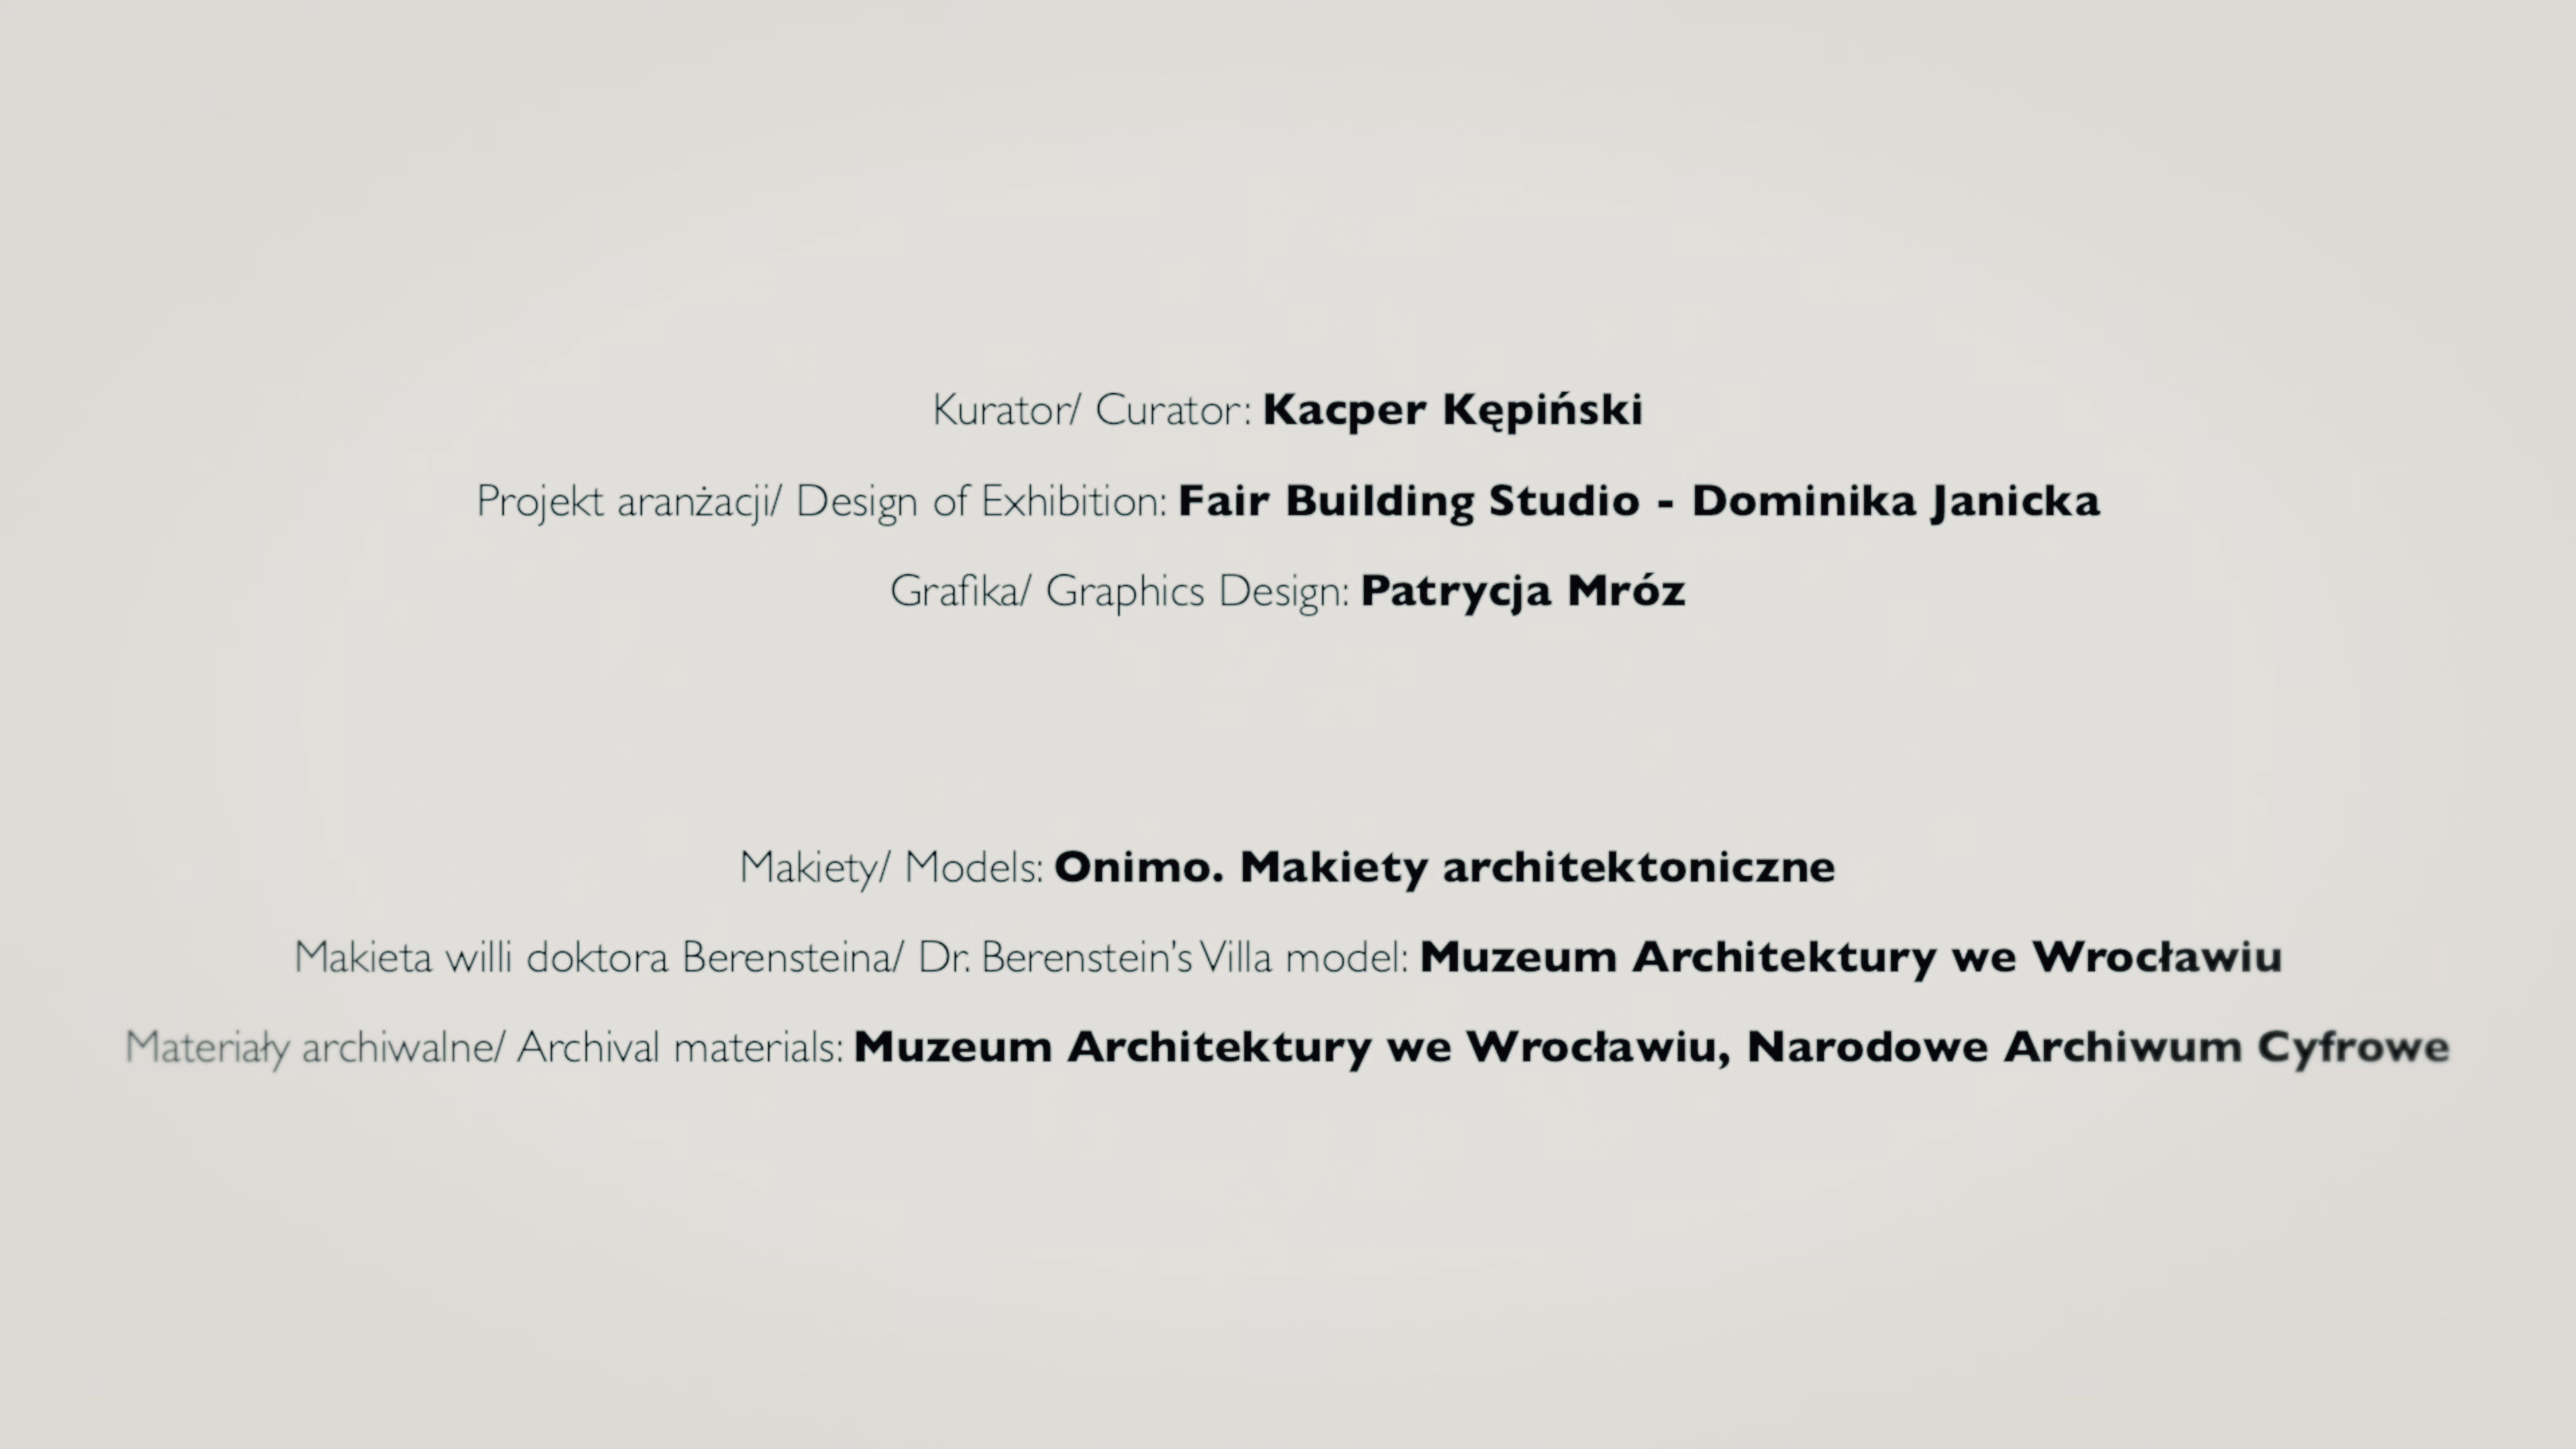 Kurator/ Curator: Kacper Kępiński
Projekt aranżacji/ Design of Exhibition: Fair Building Studio - Dominika Janicka
Grafika/ Graphics Design: Patrycja Mróz
Makiety/ Models: Onimo. Makiety architektoniczne
Makieta willi doktora Berensteina/ Dr. Berenstein's Villa model: Muzeum Architektury we Wrocławiu
Materiały archiwalne/ Archival materials: Muzeum Architektury we Wrocławiu, Narodowe Archiwum Cyfrowe